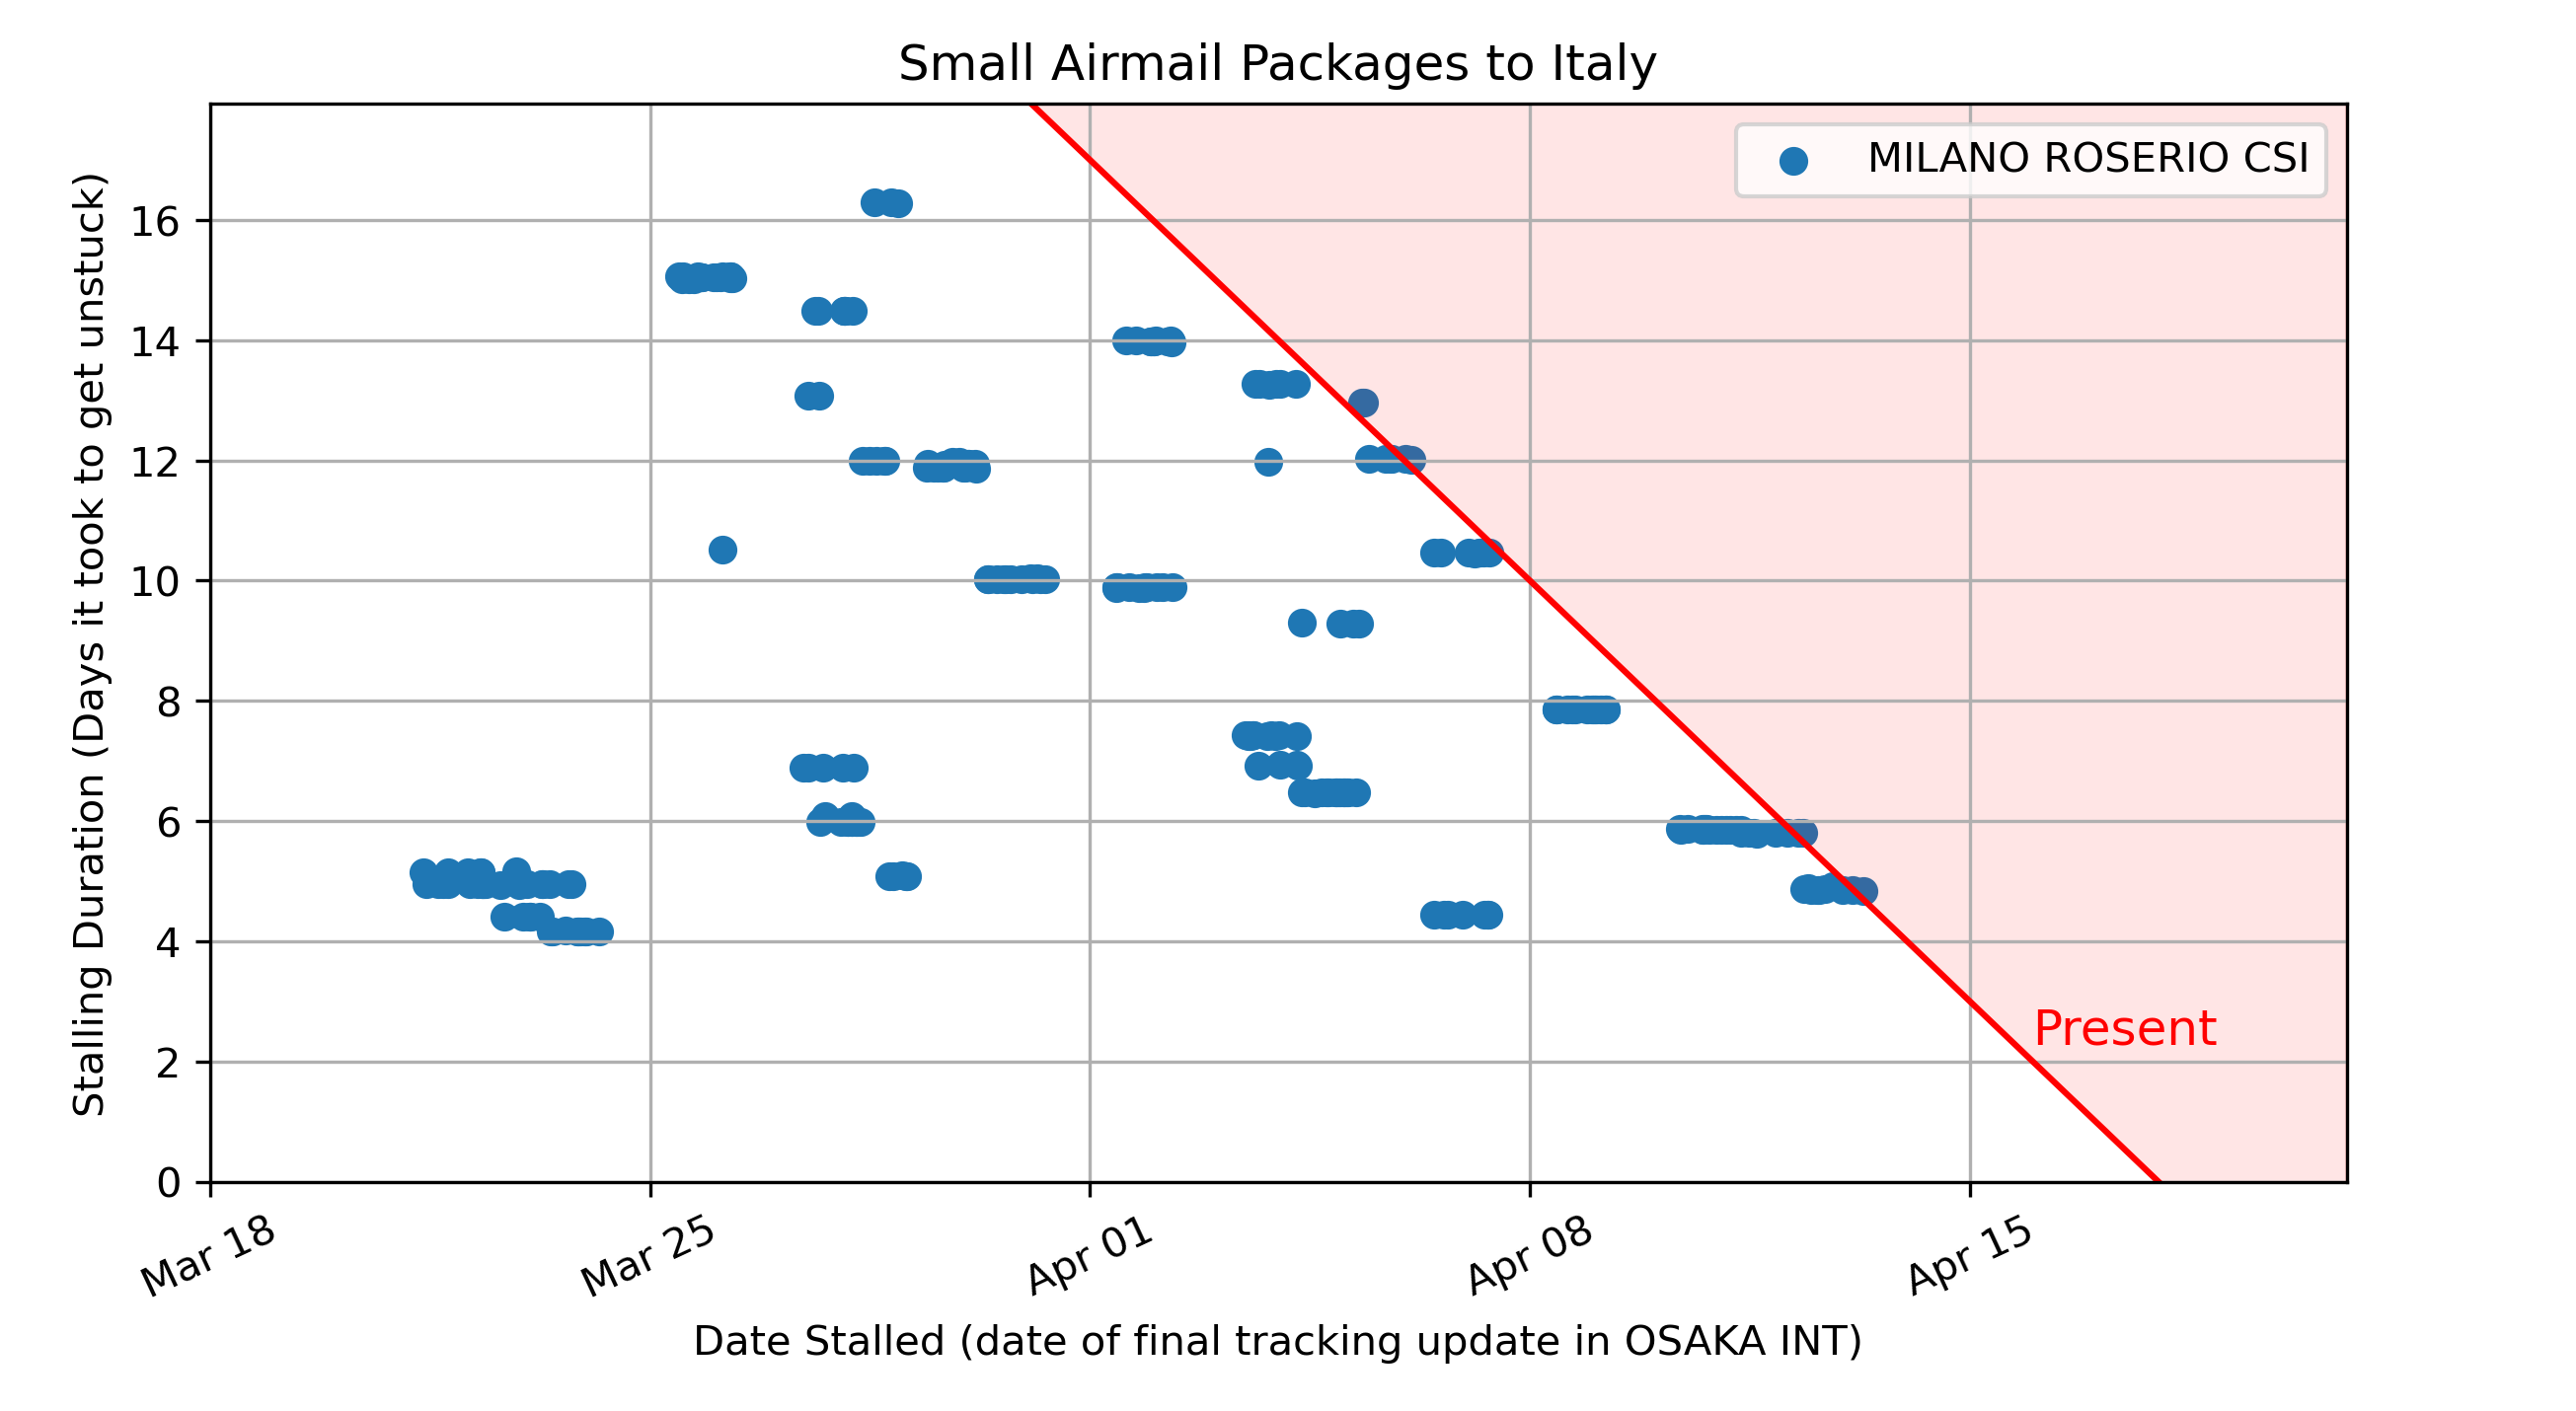 Small Airmail Packages to Italy
MILANO ROSERIO CSI
Stalling Duration (Days it took to get unstuck)
16
14
12
10
8
6
4
2
0
Present
Mar 18
Mar 25
Apr 01
Apr 08
Apr 15
Date Stalled (date of final tracking update in OSAKA INT)